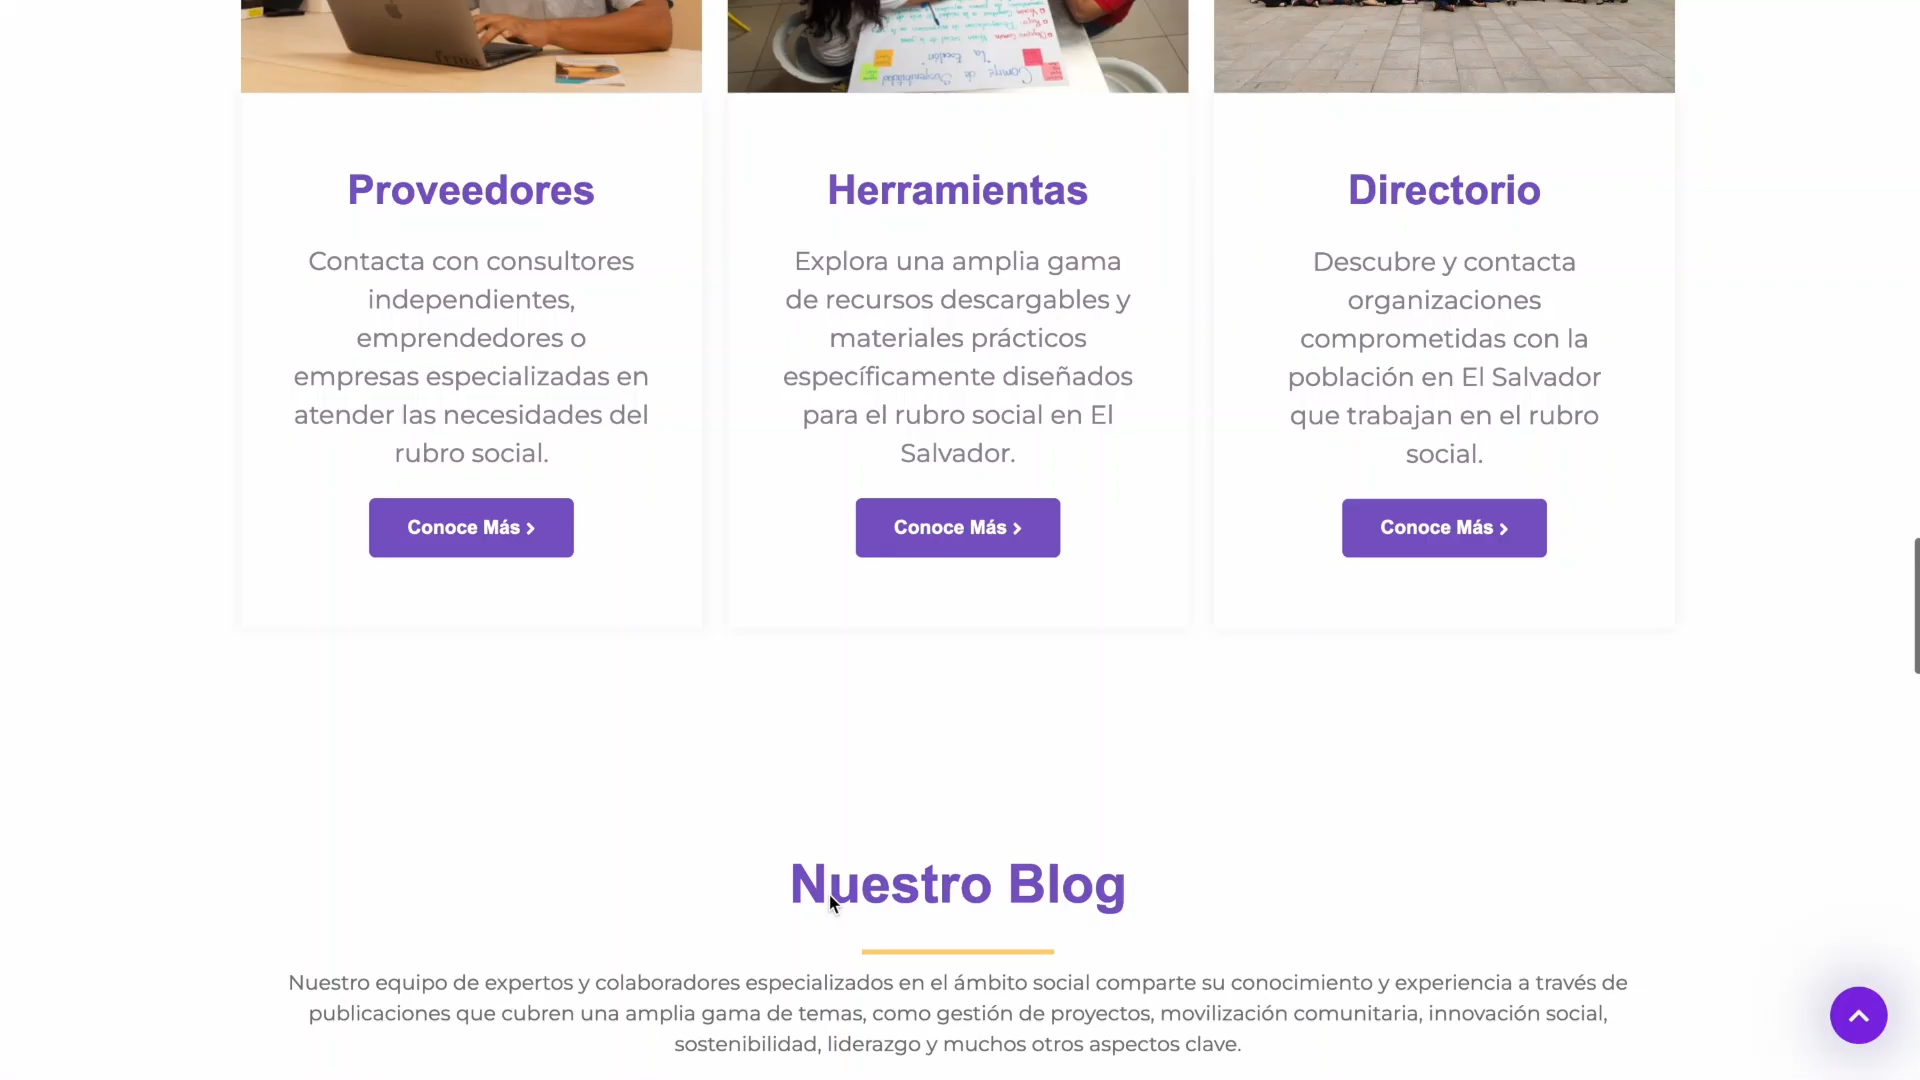 Proveedores
Contacta con consultores
independientes,
emprendedores o
empresas especializadas en
atender las necesidades del
rubro social.
Conoce Más
Herramientas
Explora una amplia gama
de recursos descargables y
materiales prácticos
específicamente diseñados
para el rubro social en El
Salvador.
Conoce Más
Directorio
Descubre y contacta
organizaciones
comprometidas con la
población en El Salvador
que trabajan en el rubro
social.
Conoce Más
Nuestro Blog
Nuestro equipo de expertos y colaboradores especializados en el ámbito social comparte su conocimiento y experiencia a través de
publicaciones que cubren una amplia gama de temas, como gestión de proyectos, movilización comunitaria, innovación social,
sostenibilidad, liderazgo y muchos otros aspectos clave.